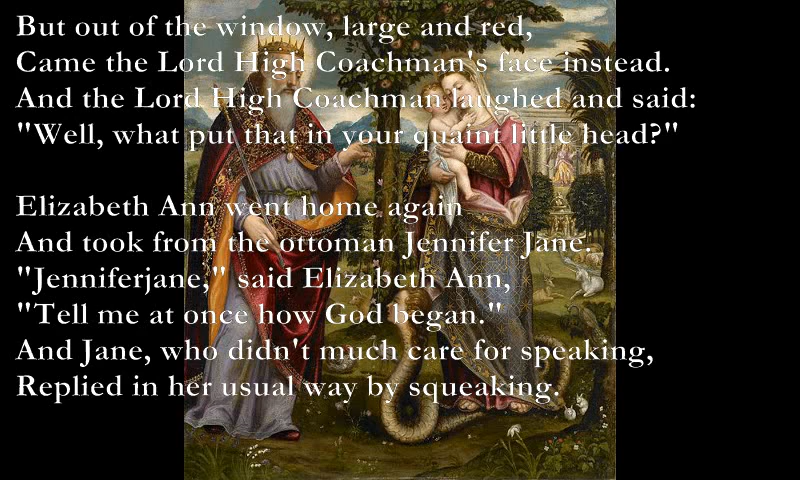 But out of the window, large and red,
Came the Lord High Coachman's face instead.
And the Lord High Coachman laughed and said:
"Well, what put that in your quaint little head?"

Elizabeth Ann went home again
And took from the ottoman Jennifer Jane.
"Jenniferjane," said Elizabeth Ann,
"Tell me at once how God began."
And Jane, who didn't much care for speaking,
Replied in her usual way by squeaking.